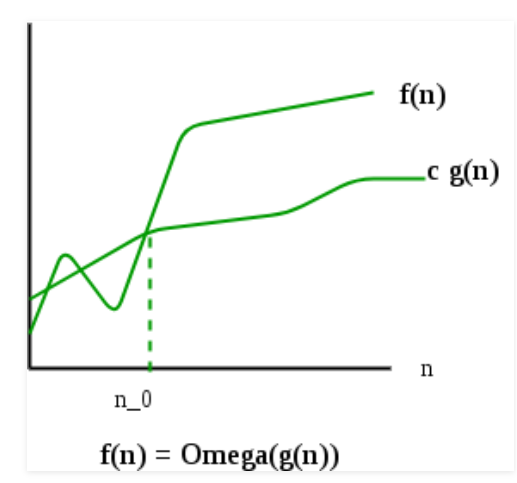 f(n)
c g(n)
n
n_0
f(n) = Omega(g(n))